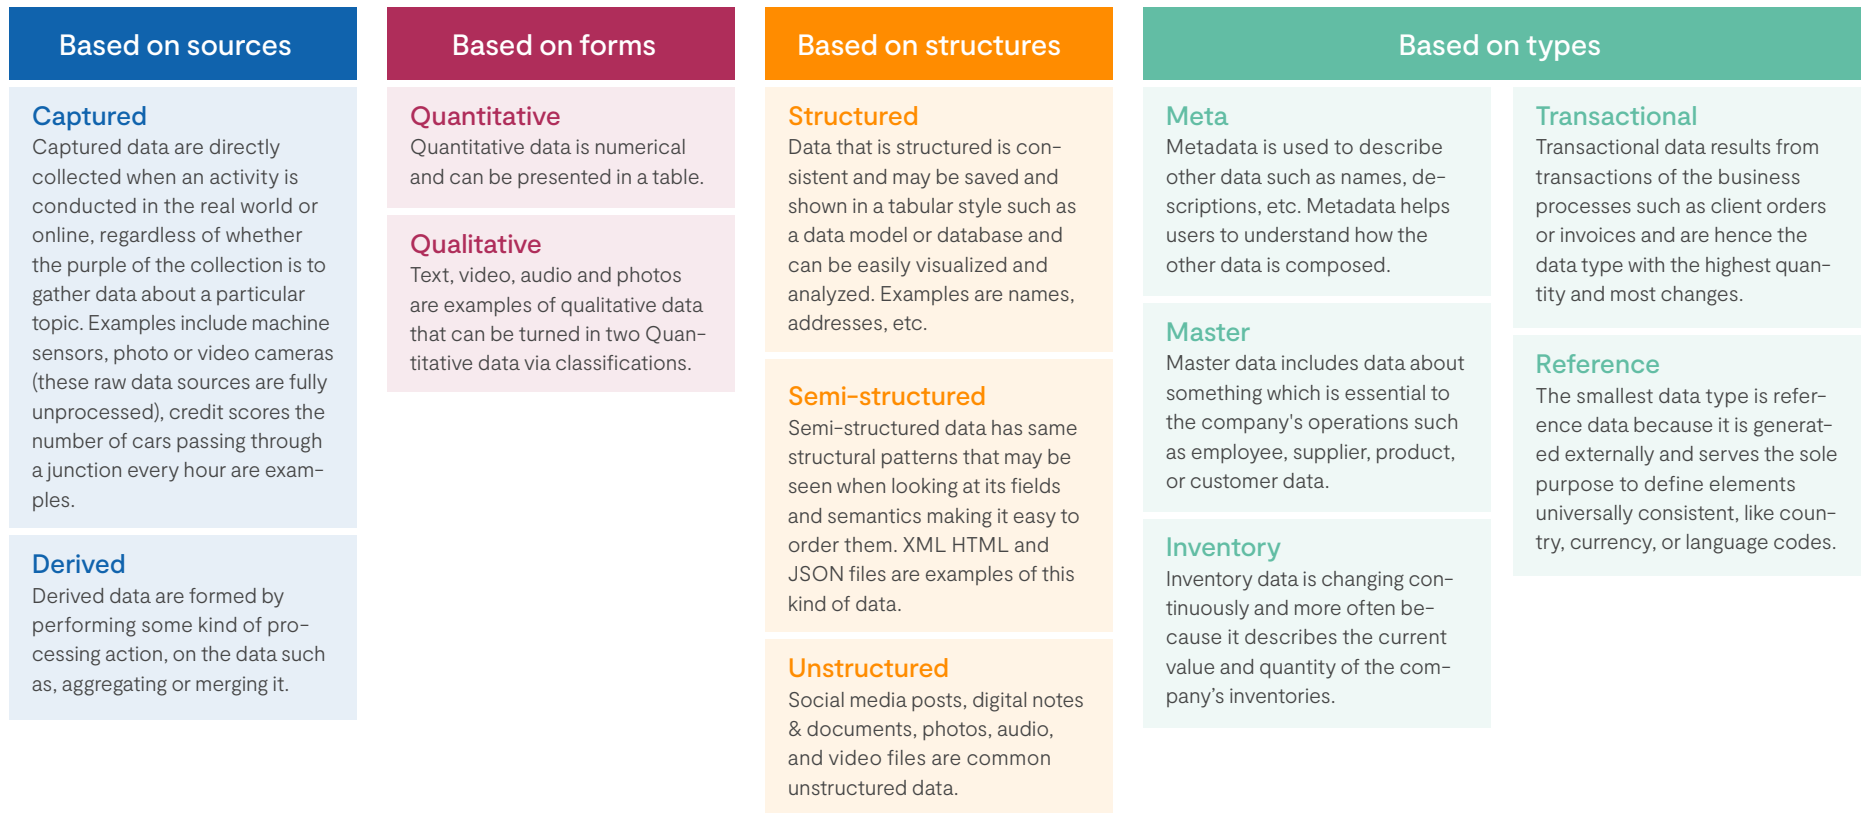 Based on sources
Captured
Captured data are directly
collected when an activity is
conducted in the real world or
online, regardless of whether
the purple of the collection is to
gather data about a particular
topic. Examples include machine
sensors, photo or video cameras
(these raw data sources are fully
unprocessed), credit scores the
number of cars passing through
a junction every hour are exam-
ples.
Derived
Derived data are formed by
performing some kind of pro-
cessing action, on the data such
as, aggregating or merging it.
Based on forms
Quantitative
Quantitative data is numerical
and can be presented in a table.
Qualitative
Text, video, audio and photos
are examples of qualitative data
that can be turned in two Quan-
titative data via classifications.
Based on structures
Structured
Data that is structured is con-
sistent and may be saved and
shown in a tabular style such as
a data model or database and
can be easily visualized and
analyzed. Examples are names,
addresses, etc.
Semi-structured
Semi-structured data has same
structural patterns that may be
seen when looking at its fields
and semantics making it easy to
order them. XML HTML and
JSON files are examples of this
kind of data.
Unstructured
Social media posts, digital notes
& documents, photos, audio,
and video files are common
unstructured data.
Based on types
Meta
Metadata is used to describe
other data such as names, de-
scriptions, etc. Metadata helps
users to understand how the
other data is composed.
Master
Master data includes data about
something which is essential to
the company's operations such
as employee, supplier, product,
or customer data.
Inventory
Inventory data is changing con-
tinuously and more often be-
cause it describes the current
value and quantity of the com-
pany’s inventories.
Transactional
Transactional data results from
transactions of the business
processes such as client orders
or invoices and are hence the
data type with the highest quan-
tity and most changes.
Reference
The smallest data type is refer-
ence data because it is generat-
ed externally and serves the sole
purpose to define elements
universally consistent, like coun-
try, currency, or language codes.